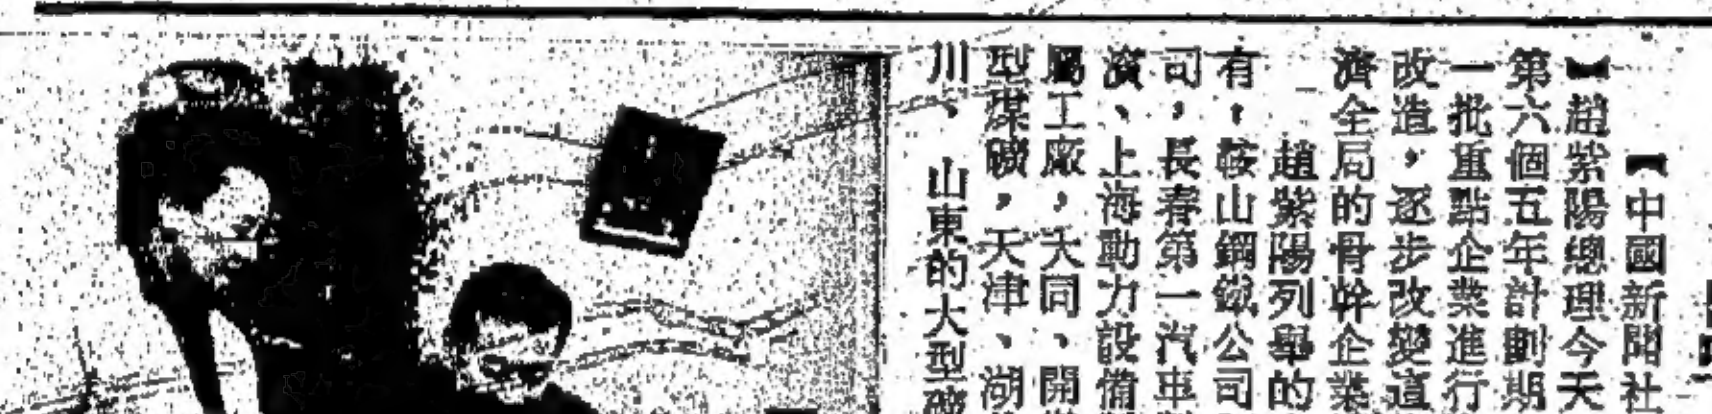 【中國新聞社
】趙紫陽總理今天
第六個五年計劃期
一批重點企業進行
改造，逐步改變這
濟全局的骨幹企業
趙紫陽列舉的
有，鞍山鋼鐵公司
司，長春第一汽車
濱、上海動力設備
屬工廠，大同、開
型煤礦，天津、湖
川、山東的大型